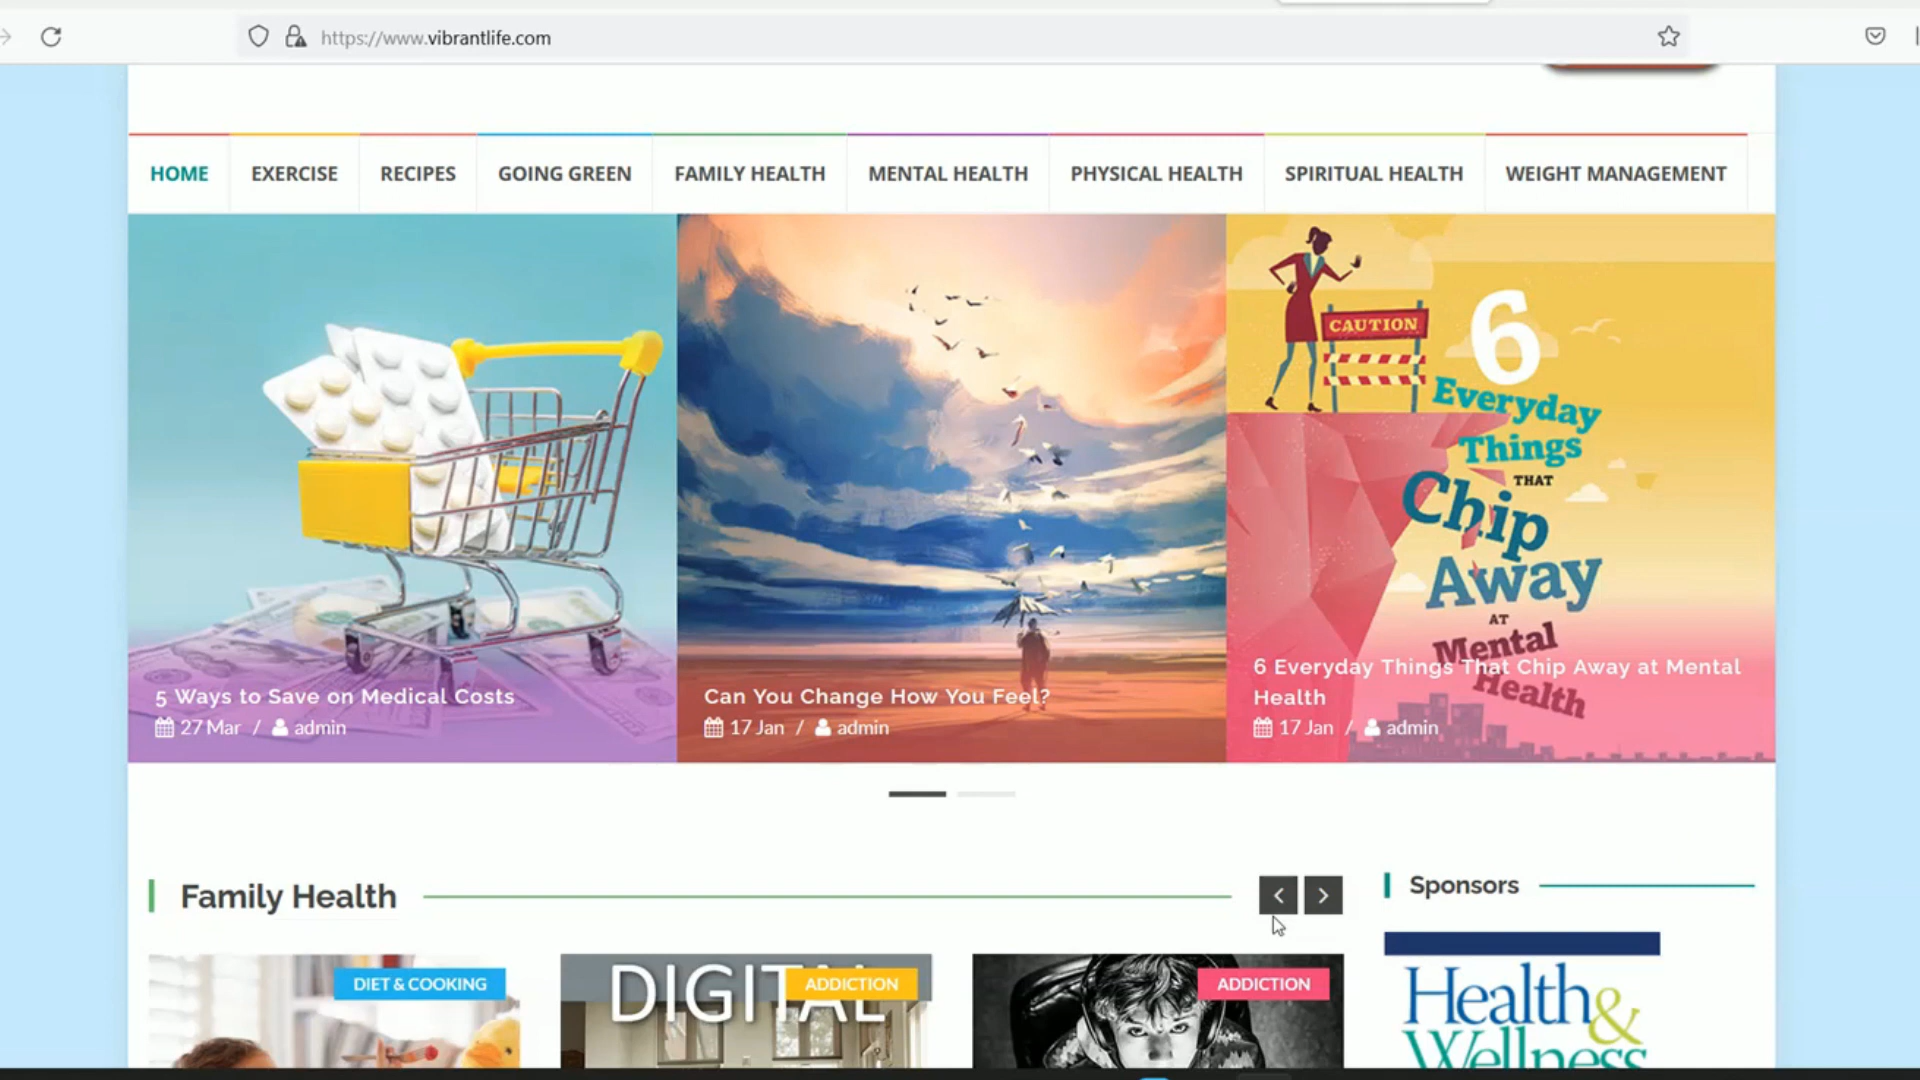 https://www.vibrantlife.com
HOME EXERCISE RECIPES GOING GREEN FAMILY HEALTH MENTAL HEALTH PHYSICAL HEALTH SPIRITUAL HEALTH WEIGHT MANAGEMENT
CAUTION
6
Everyday
Things
THAT
Chip
Away
AT
Mental
Health
5 Ways to Save on Medical Costs
27 Mar / admin
Can You Change How You Feel?
17 Jan / admin
6 Everyday Things That Chip Away at Mental
Health
17 Jan / admin
Family Health
Sponsors
DIET & COOKING
DIGITAL
ADDICTION
ADDICTION
Health&
Wellness